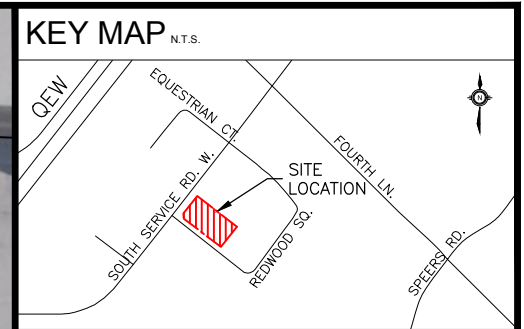 KEY MAP N.T.S.
QEW
EQUESTRIAN CT.
N
FOURTH LN.
SITE
LOCATION
SOUTH SERVICE RD. W.
REDWOOD SQ.
SPEERS RD.